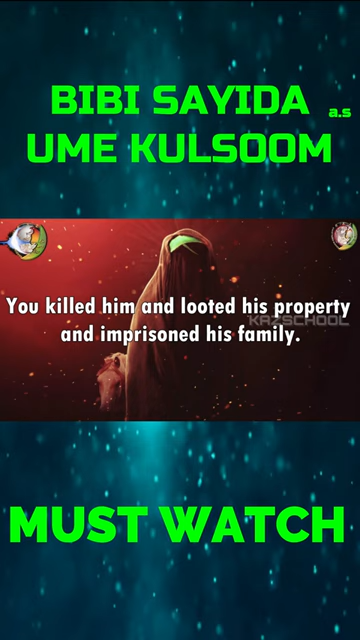 BIBI SAYIDA a.s
UME KULSOOM
You killed him and looted his property
KAZSCHOOL
and imprisoned his family.
MUST WATCH